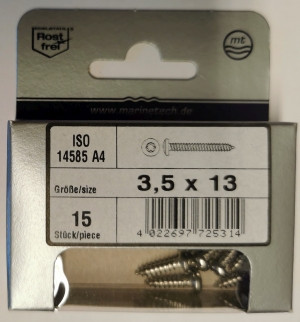 Rost
frei
mt
www.marinetech.de
ISO
14585 A4
Größe/size
3,5 x 13
15
Stück/piece
4 022697 725314